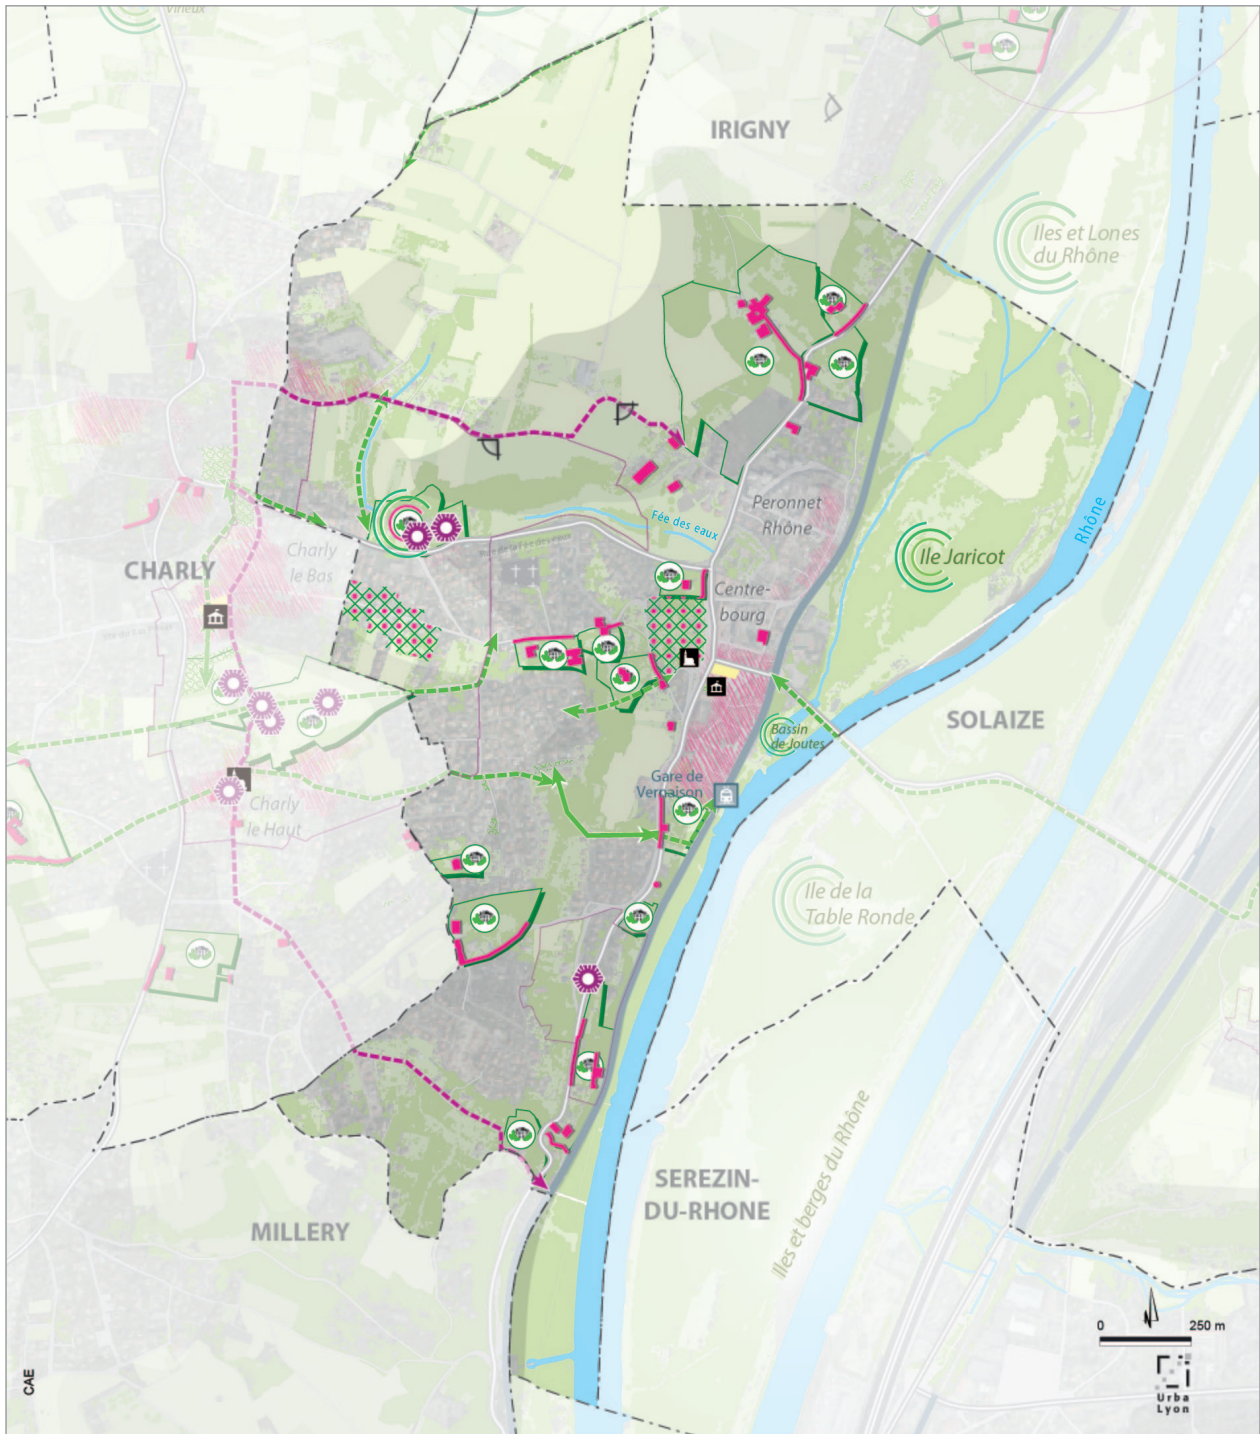 Vineux
IRIGNY
Iles et Lones
du Rhône
Rhône
Peronnet
Rhône
Fée des eaux
Ile Jaricot
CHARLY
Charly
le Bas
Centre-
bourg
SOLAIZE
Bassin
de Joutes
Gare de
Vernaison
Charly
le Haut
Ile de la
Table Ronde
SEREZIN-
DU-RHONE
Iles et berges du Rhône
MILLERY
0 250 m
CAE
Urba
Lyon